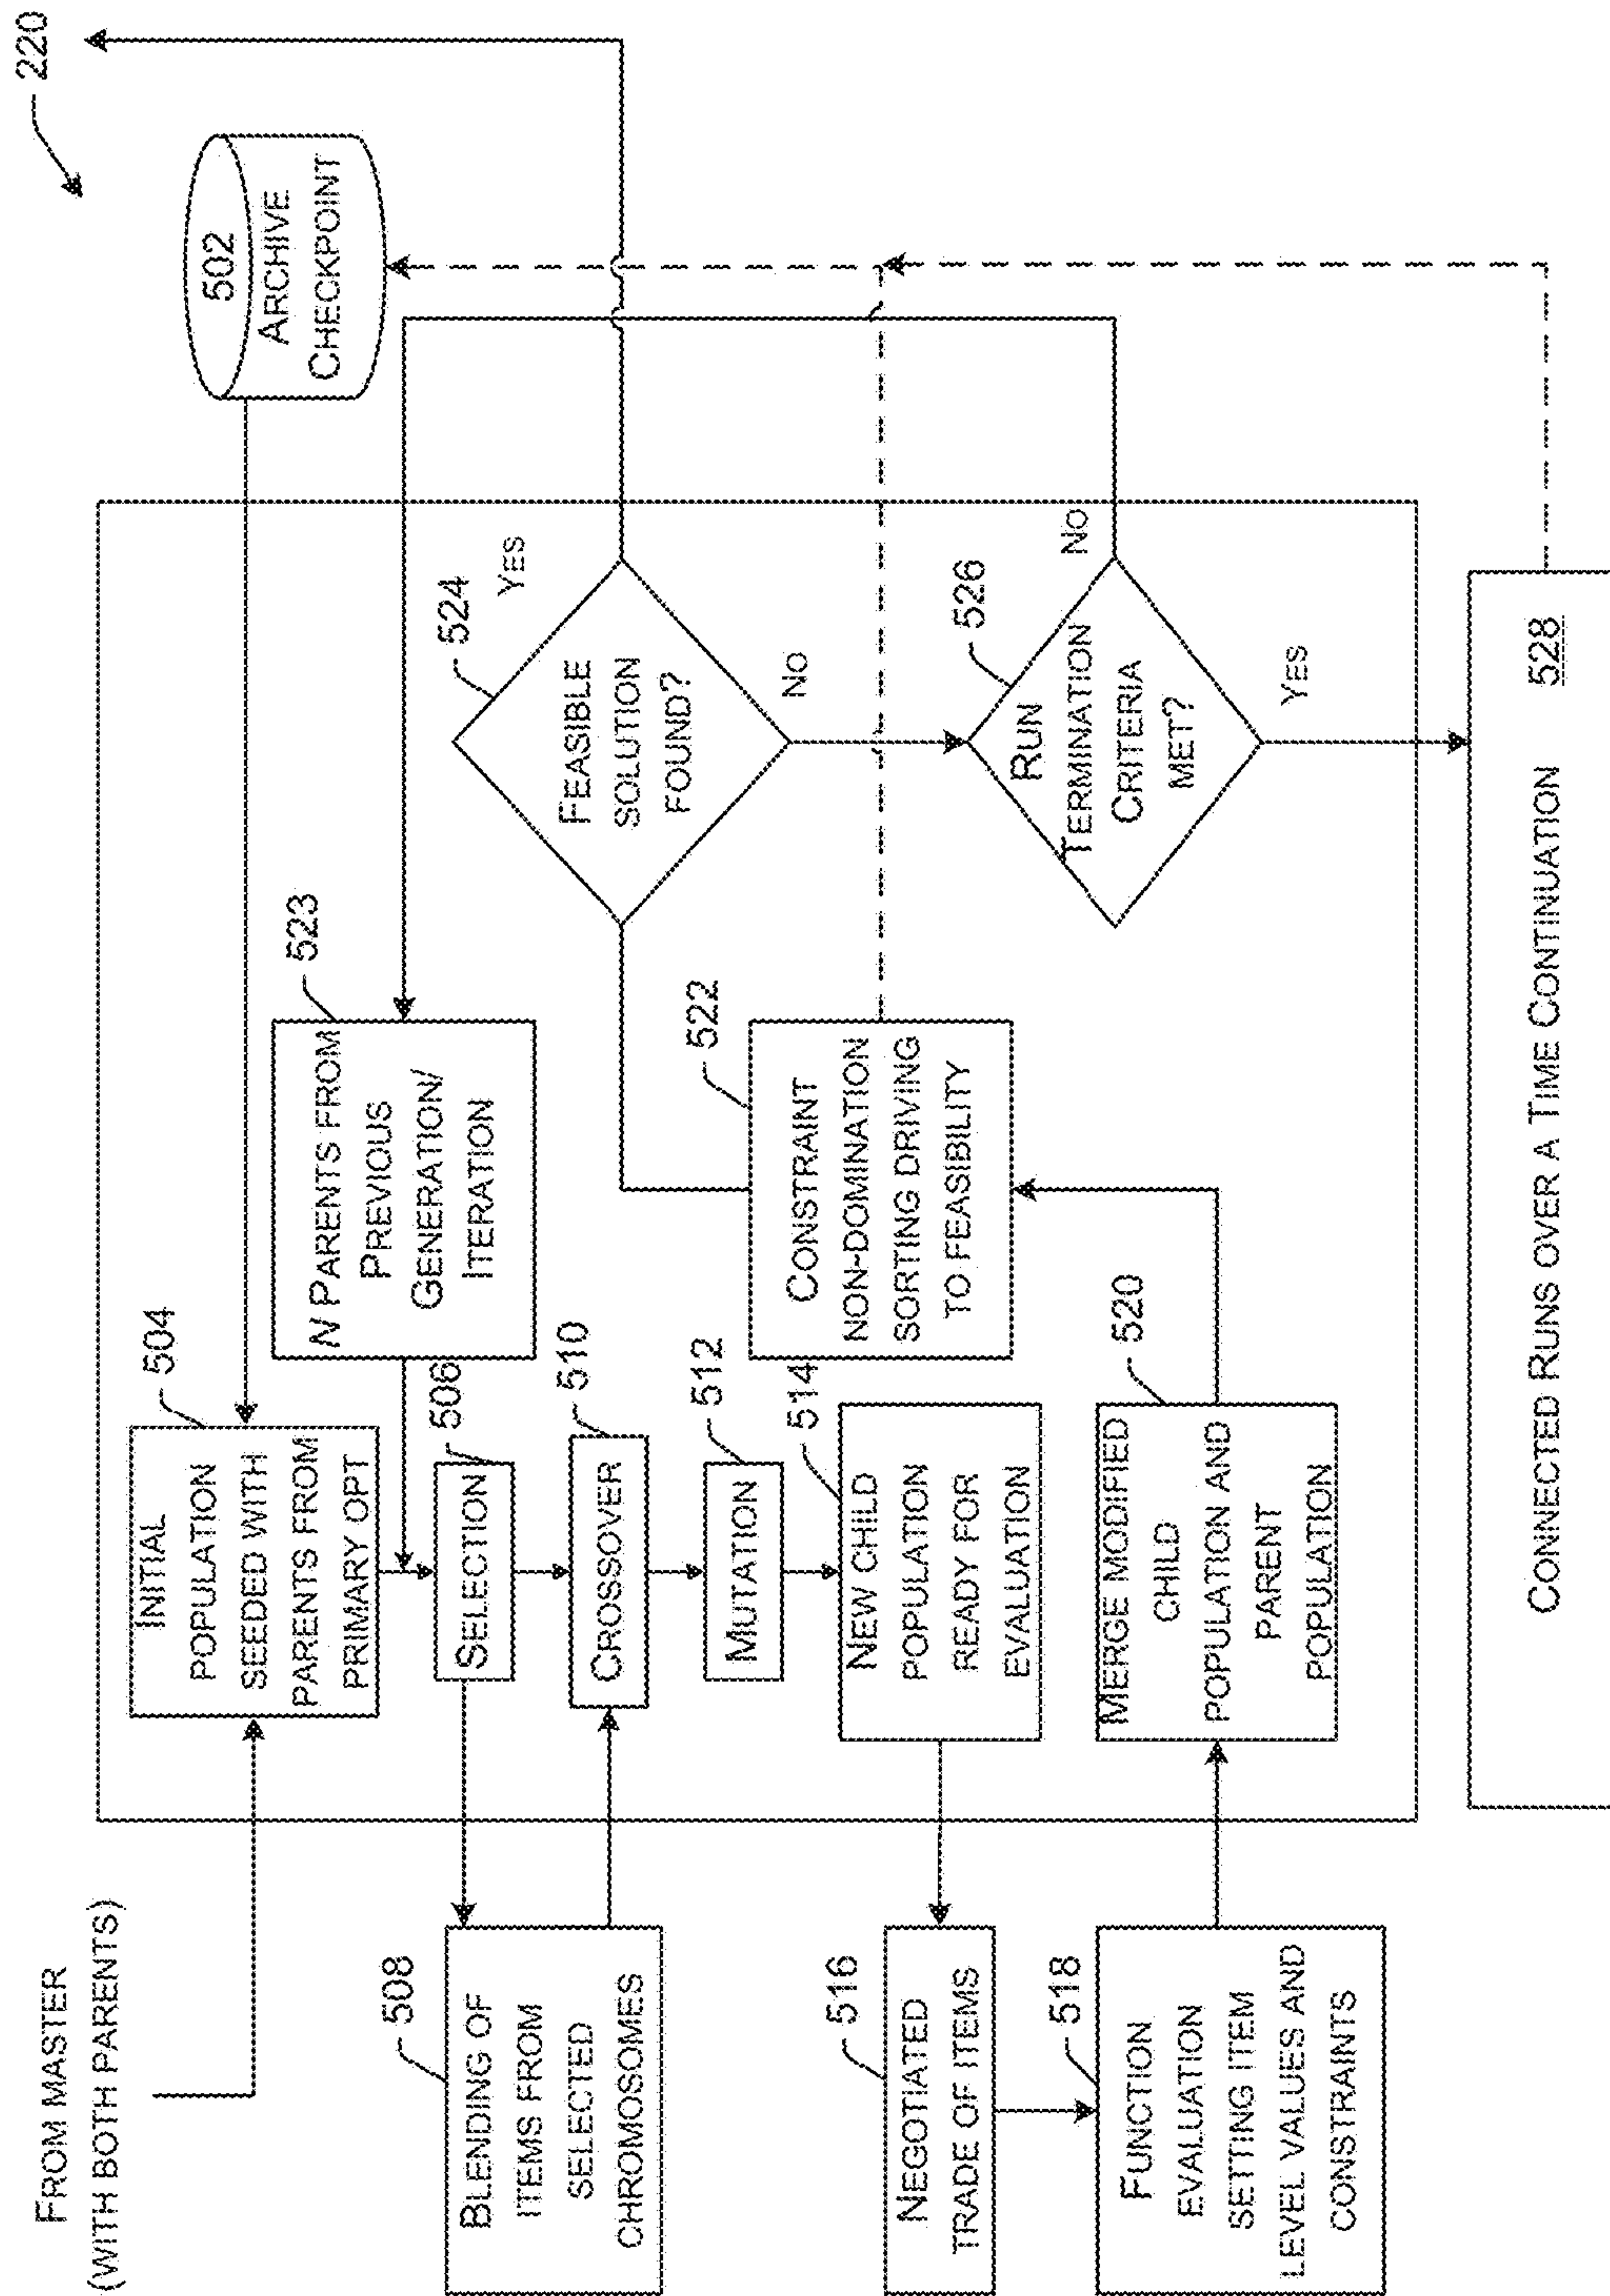 220
FROM MASTER
(WITH BOTH PARENTS)
502
ARCHIVE
CHECKPOINT
504
INITIAL
POPULATION
SEEDED WITH
PARENTS FROM
PRIMARY OPT
523
N PARENTS FROM
PREVIOUS
GENERATION/
ITERATION
506
SELECTION
508
BLENDING OF
ITEMS FROM
SELECTED
CHROMOSOMES
510
CROSSOVER
512
MUTATION
514
NEW CHILD
POPULATION
READY FOR
EVALUATION
516
NEGOTIATED
TRADE OF ITEMS
518
FUNCTION
EVALUATION
SETTING ITEM
LEVEL VALUES AND
CONSTRAINTS
520
MERGE MODIFIED
CHILD
POPULATION AND
PARENT
POPULATION
522
CONSTRAINT
NON-DOMINATION
SORTING DRIVING
TO FEASIBILITY
524
FEASIBLE
SOLUTION
FOUND?
YES
NO
526
RUN
TERMINATION
CRITERIA
MET?
NO
YES
CONNECTED RUNS OVER A TIME CONTINUATION 528